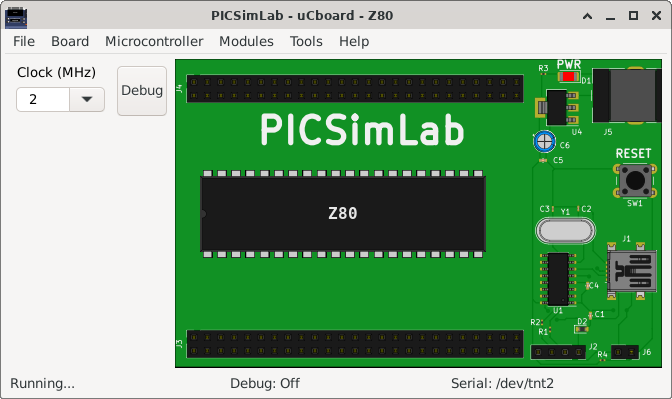 PICSimLab - uCboard - Z80
File Board Microcontroller Modules Tools Help
Clock (MHz)
2
Debug
J4
R3
PWR
D1
U4
J5
PICSimLab
C6
C5
RESET
SW1
Z80
C3
Y1
C2
J1
C4
U1
C1
R2
R1
D2
J3
J2
R4
J6
Running...
Debug: Off
Serial: /dev/tnt2